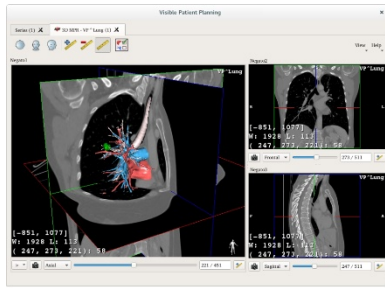 Visible Patient Planning
Series (1)
3D MPR - VP^Lung (1)
View Help
Negato1
VP^Lung
[-851, 1077]
W: 1928 L: 113
( 247, 273, 221): 58
Axial
221 / 451
Negato2
VP^Lung
[-851, 1077]
W: 1928 L: 113
( 247, 273, 221): 58
Frontal
273 / 511
Negato3
VP^Lung
[-851, 1077]
W: 1928 L: 113
( 247, 273, 221): 58
Sagittal
247 / 511